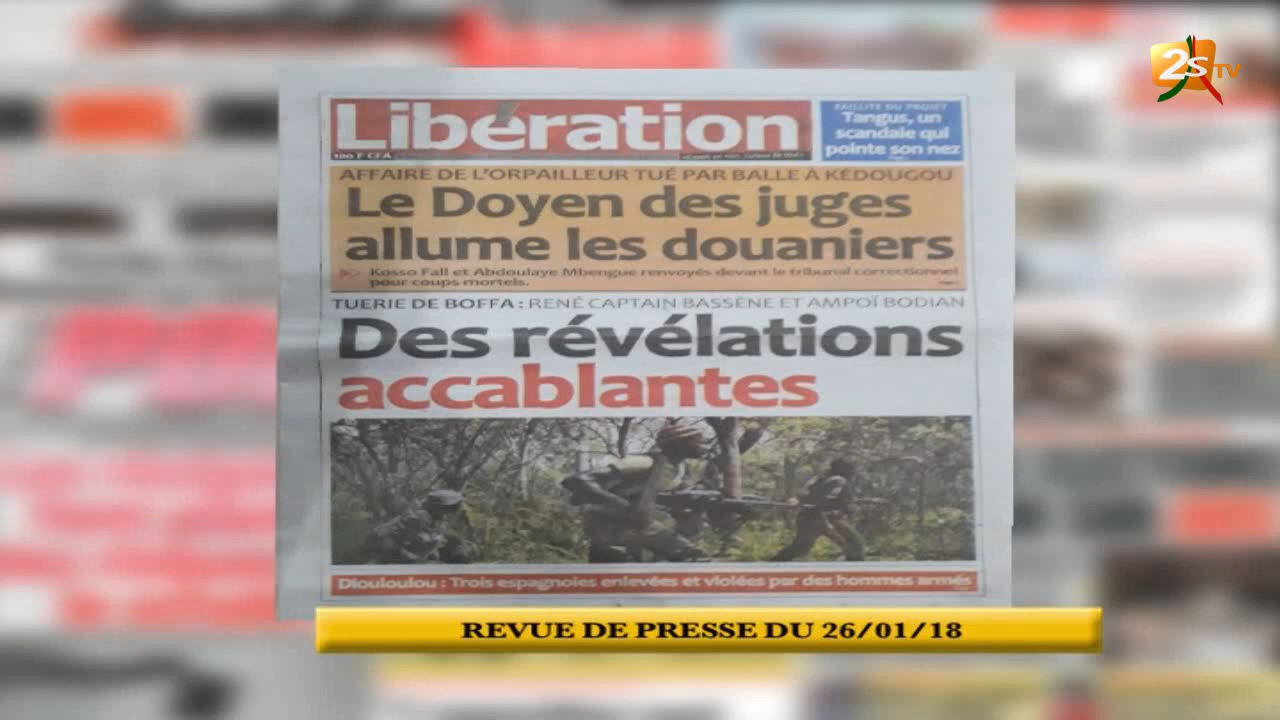 2STV
Libération
100 F CFA
FAILLITE DU PROJET
Tangus, un
scandale qui
pointe son nez
AFFAIRE DE L'ORPAILLEUR TUÉ PAR BALLE À KÉDOUGOU
Le Doyen des juges
allume les douaniers
Kosso Fall et Abdoulaye Mbengue renvoyés devant le tribunal correctionnel
pour coups mortels.
TUERIE DE BOFFA : RENÉ CAPTAIN BASSÈNE ET AMPOÏ BODIAN
Des révélations
accablantes
Diouloulou : Trois espagnoles enlevées et violées par des hommes armés
REVUE DE PRESSE DU 26/01/18